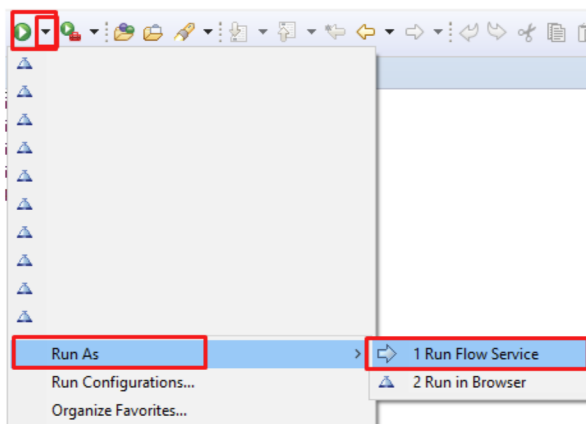 Run As
1 Run Flow Service
Run Configurations...
2 Run in Browser
Organize Favorites...